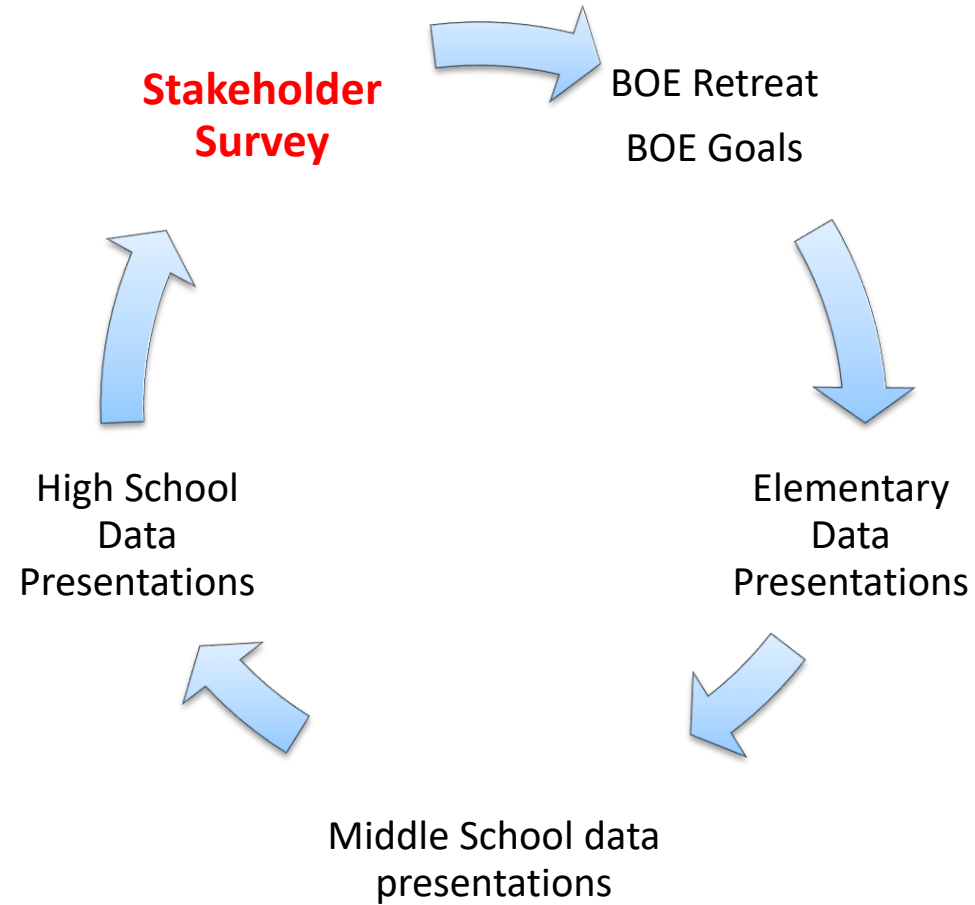 Stakeholder
Survey
BOE Retreat
BOE Goals
Elementary
Data
Presentations
Middle School data
presentations
High School
Data
Presentations